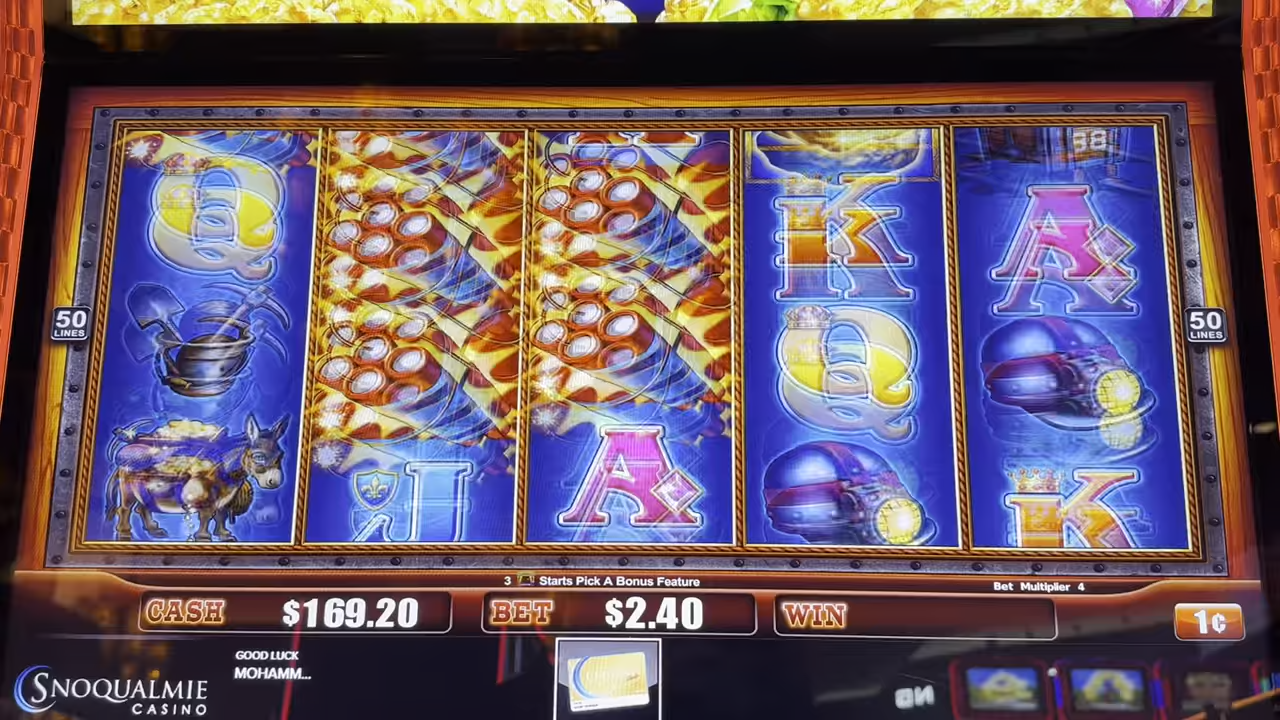 88
Q
K
A
50
LINES
50
LINES
Q
J
A
K
3 Starts Pick A Bonus Feature
Bet Multiplier 4
CASH $169.20 BET $2.40 WIN 1¢
GOOD LUCK
MOHAMM...
SNOQUALMIE
CASINO